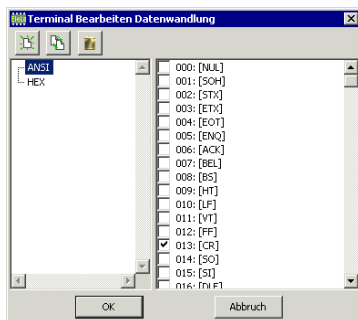 Terminal Bearbeiten Datenwandlung
ANSI
HEX
000: [NUL]
001: [SOH]
002: [STX]
003: [ETX]
004: [EOT]
005: [ENQ]
006: [ACK]
007: [BEL]
008: [BS]
009: [HT]
010: [LF]
011: [VT]
012: [FF]
013: [CR]
014: [SO]
015: [SI]
016: [DLE]
OK
Abbruch